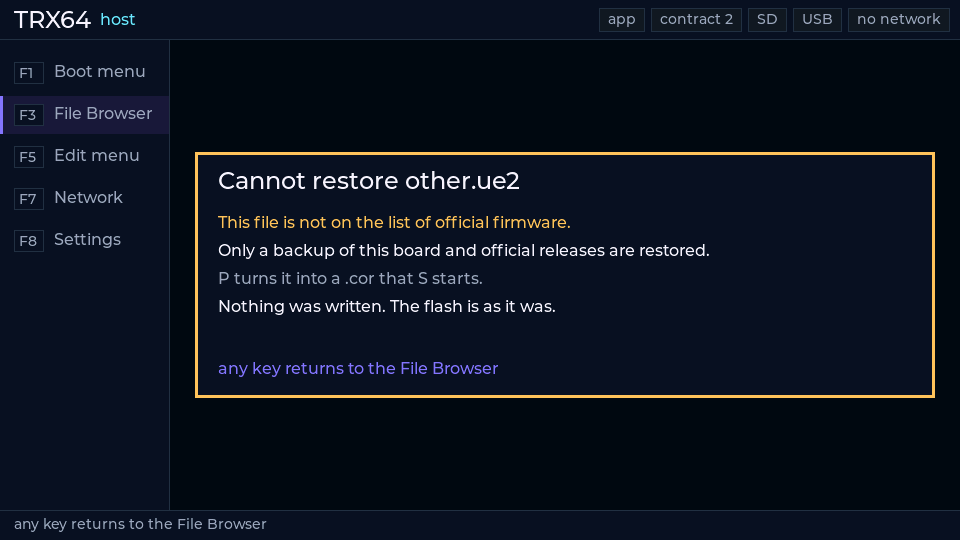 TRX64 host
app contract 2 SD USB no network
F1 Boot menu
F3 File Browser
F5 Edit menu
F7 Network
F8 Settings
Cannot restore other.ue2
This file is not on the list of official firmware.
Only a backup of this board and official releases are restored.
P turns it into a .cor that S starts.
Nothing was written. The flash is as it was.
any key returns to the File Browser
any key returns to the File Browser